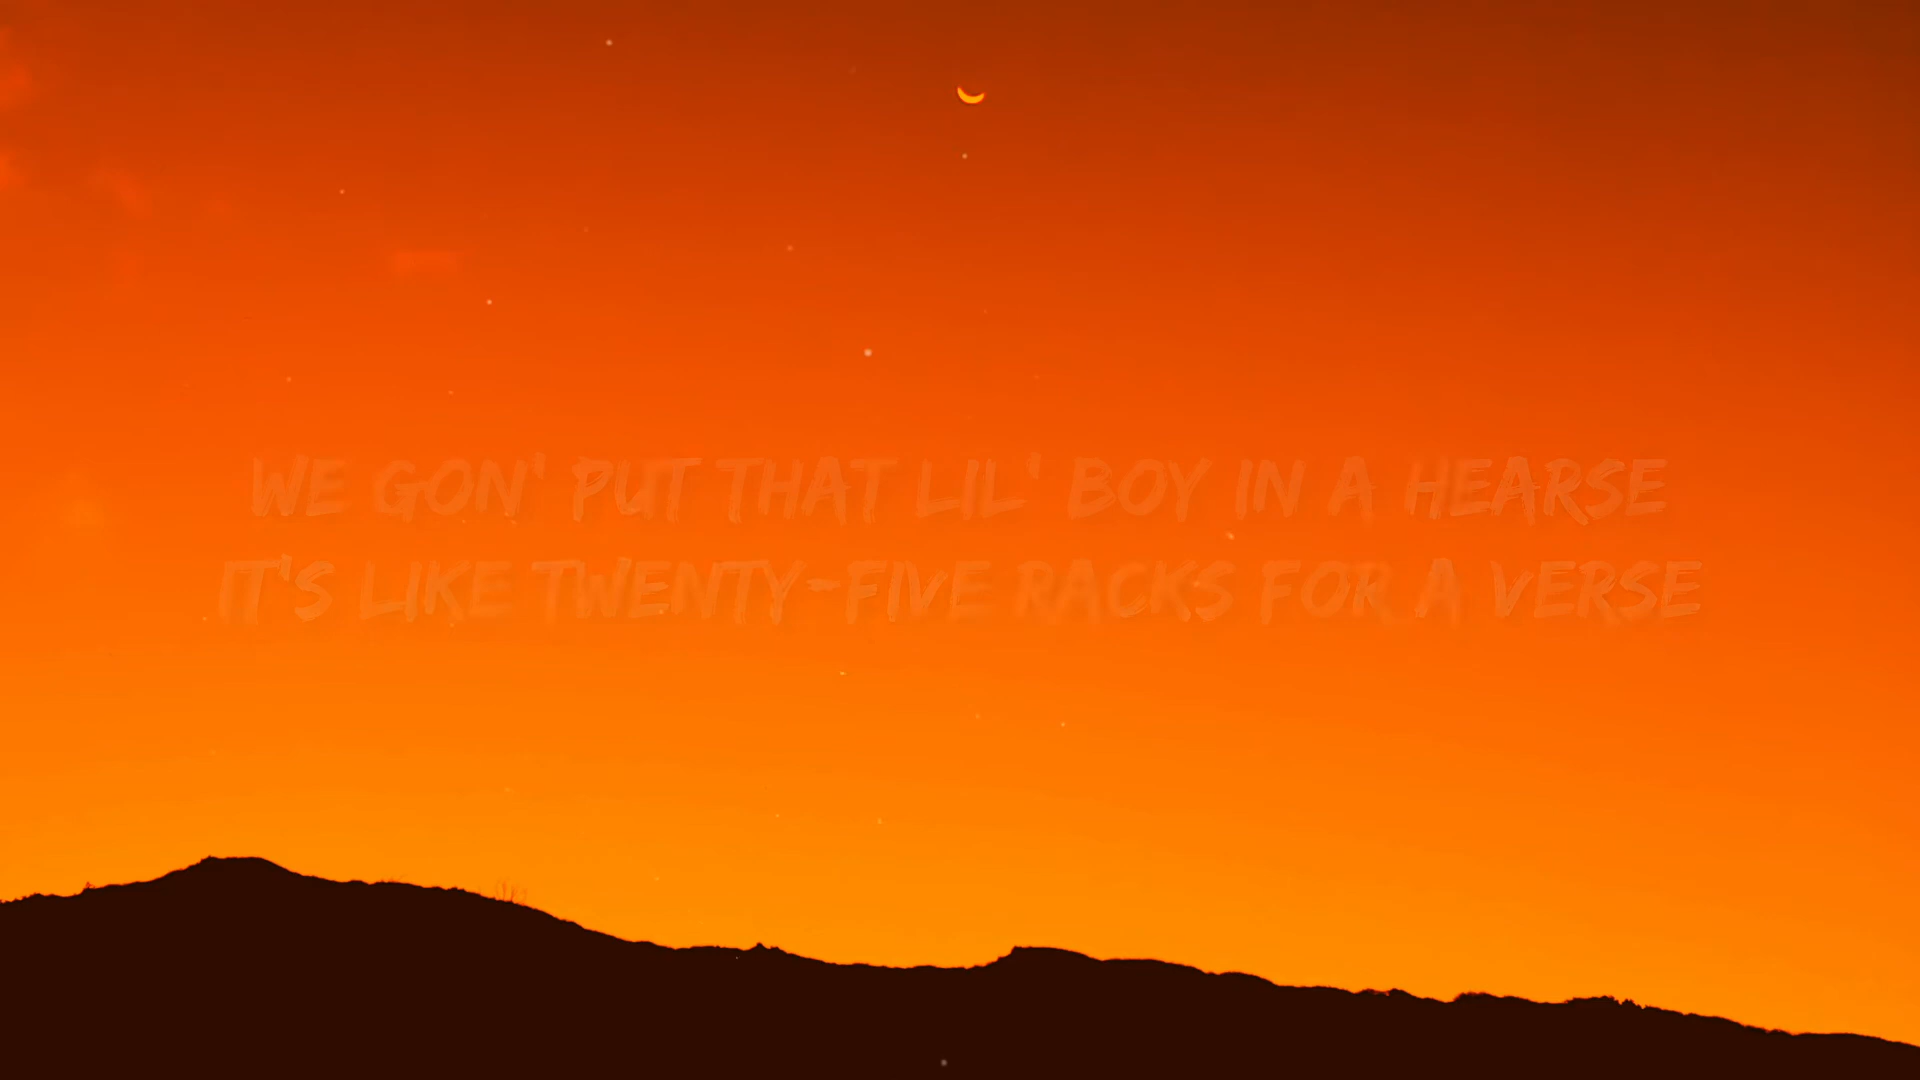 WE GON' PUT THAT LIL' BOY IN A HEARSE
IT'S LIKE TWENTY-FIVE RACKS FOR A VERSE